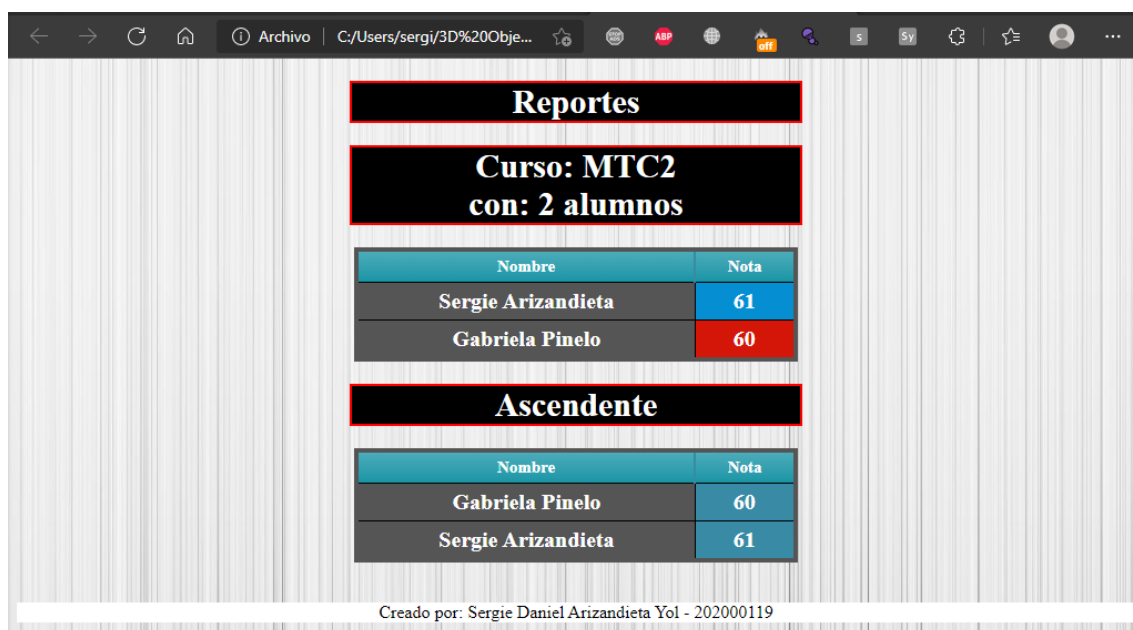 Archivo C:/Users/sergi/3D%20Obje...
ABP
off
s
Sy
Reportes
Curso: MTC2
con: 2 alumnos
Nombre Nota
Sergie Arizandieta 61
Gabriela Pinelo 60
Ascendente
Nombre Nota
Gabriela Pinelo 60
Sergie Arizandieta 61
Creado por: Sergie Daniel Arizandieta Yol - 202000119